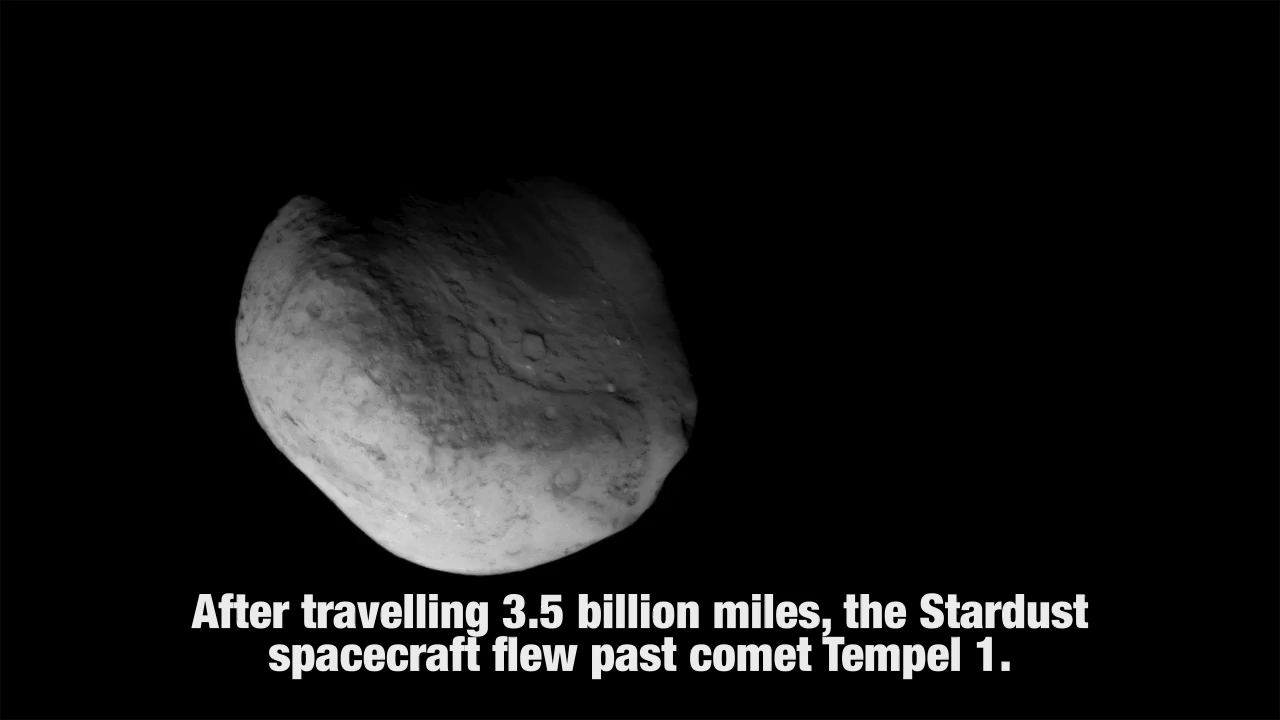 After travelling 3.5 billion miles, the Stardust
spacecraft flew past comet Tempel 1.